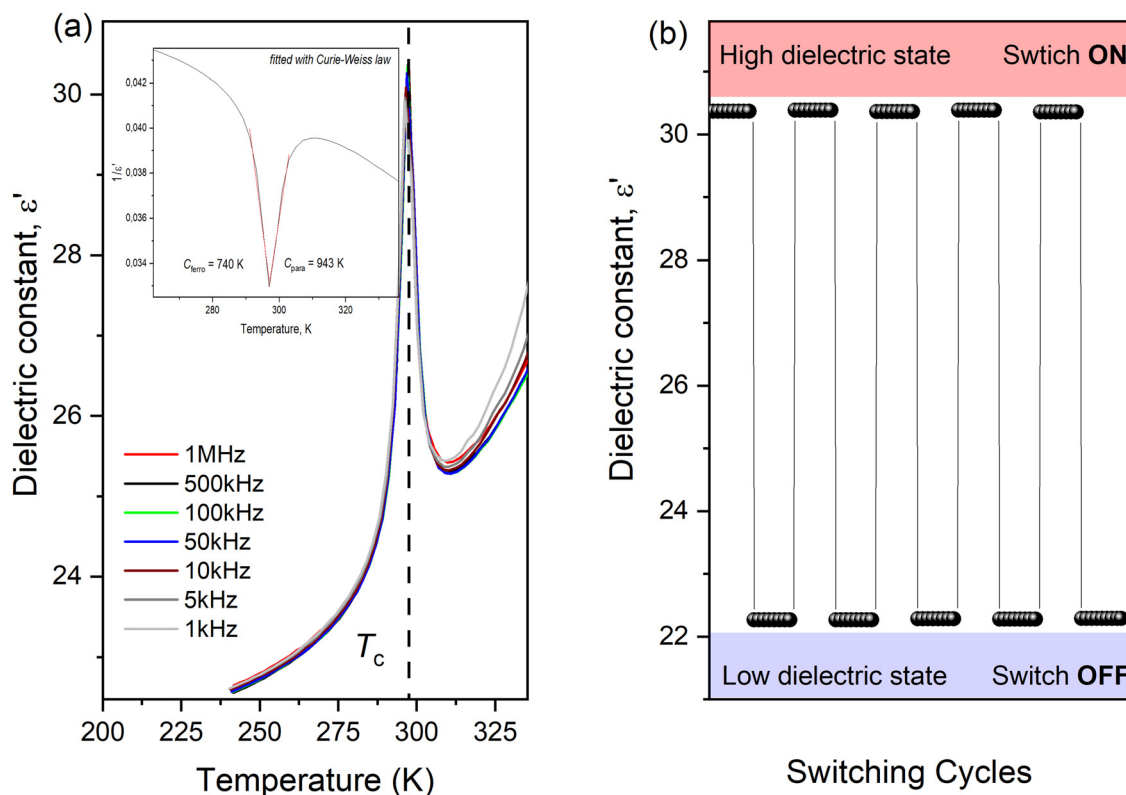 (a)
fitted with Curie-Weiss law
0,042
0,040
0,038
0,036
0,034
1/ε'
C_ferro = 740 K
C_para = 943 K
280
300
320
Temperature, K
30
28
26
24
Dielectric constant, ε'
1MHz
500kHz
100kHz
50kHz
10kHz
5kHz
1kHz
T_c
200
225
250
275
300
325
Temperature (K)
(b)
High dielectric state Swtich ON
30
28
26
24
22
Dielectric constant, ε'
Low dielectric state Switch OFF
Switching Cycles